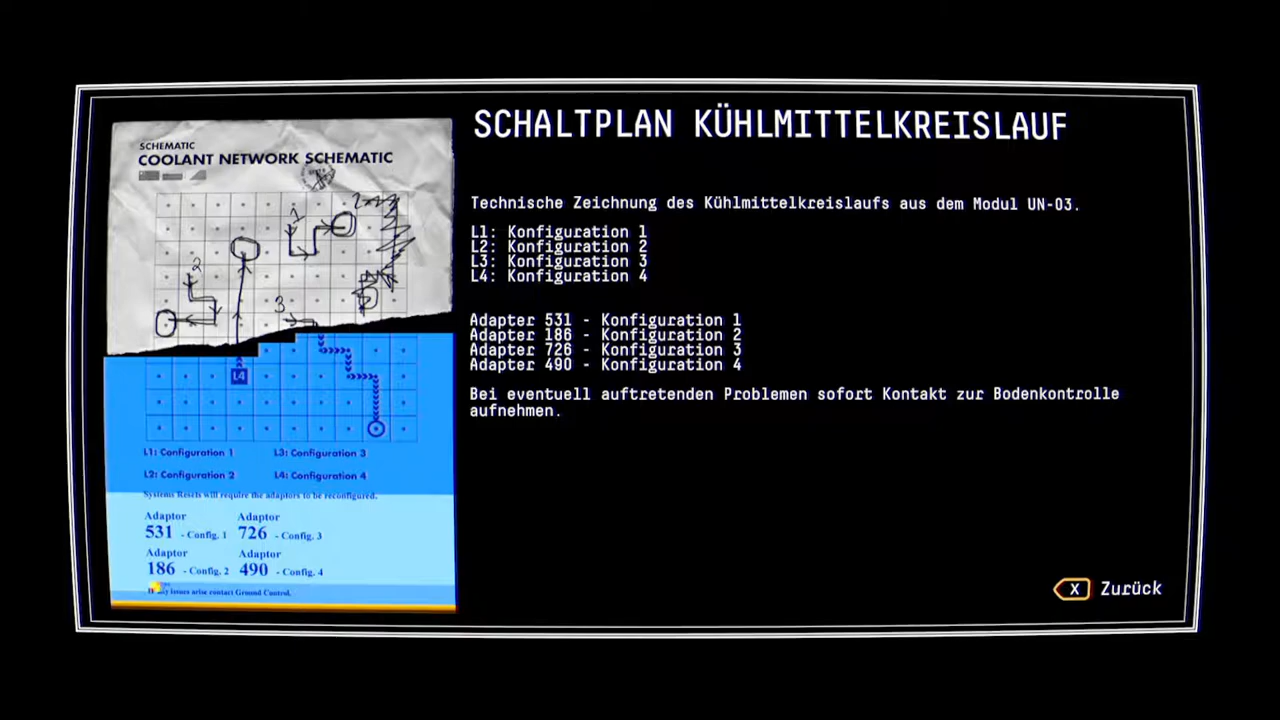 SCHALTPLAN KÜHLMITTELKREISLAUF
SCHEMATIC
COOLANT NETWORK SCHEMATIC
1
2
2
3
L4
L1: Configuration 1
L3: Configuration 3
L2: Configuration 2
L4: Configuration 4
Systems Resets will require the adaptors to be reconfigured.
Adaptor
531 - Config. 1
Adaptor
726 - Config. 3
Adaptor
186 - Config. 2
Adaptor
490 - Config. 4
issues arise contact Ground Control.
Technische Zeichnung des Kühlmittelkreislaufs aus dem Modul UN-03.
L1: Konfiguration 1
L2: Konfiguration 2
L3: Konfiguration 3
L4: Konfiguration 4
Adapter 531 - Konfiguration 1
Adapter 186 - Konfiguration 2
Adapter 726 - Konfiguration 3
Adapter 490 - Konfiguration 4
Bei eventuell auftretenden Problemen sofort Kontakt zur Bodenkontrolle
aufnehmen.
X Zurück